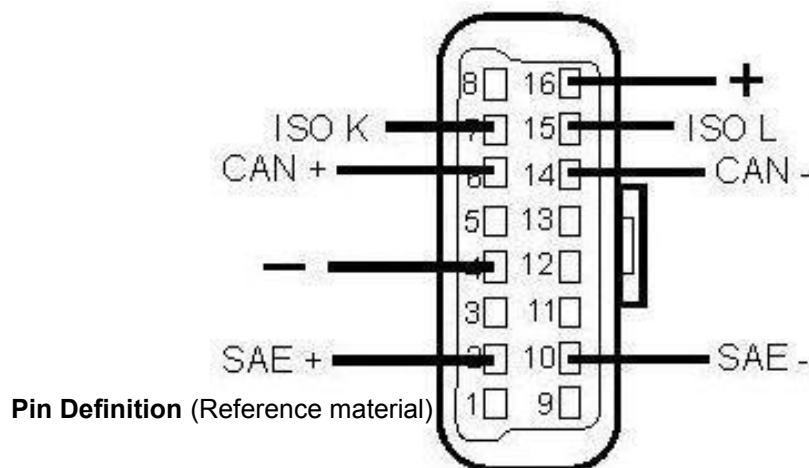 8 16 +
ISO K 7 15 ISO L
CAN + 6 14 CAN -
5 13
— 4 12
3 11
SAE + 2 10 SAE -
Pin Definition (Reference material) 1 9